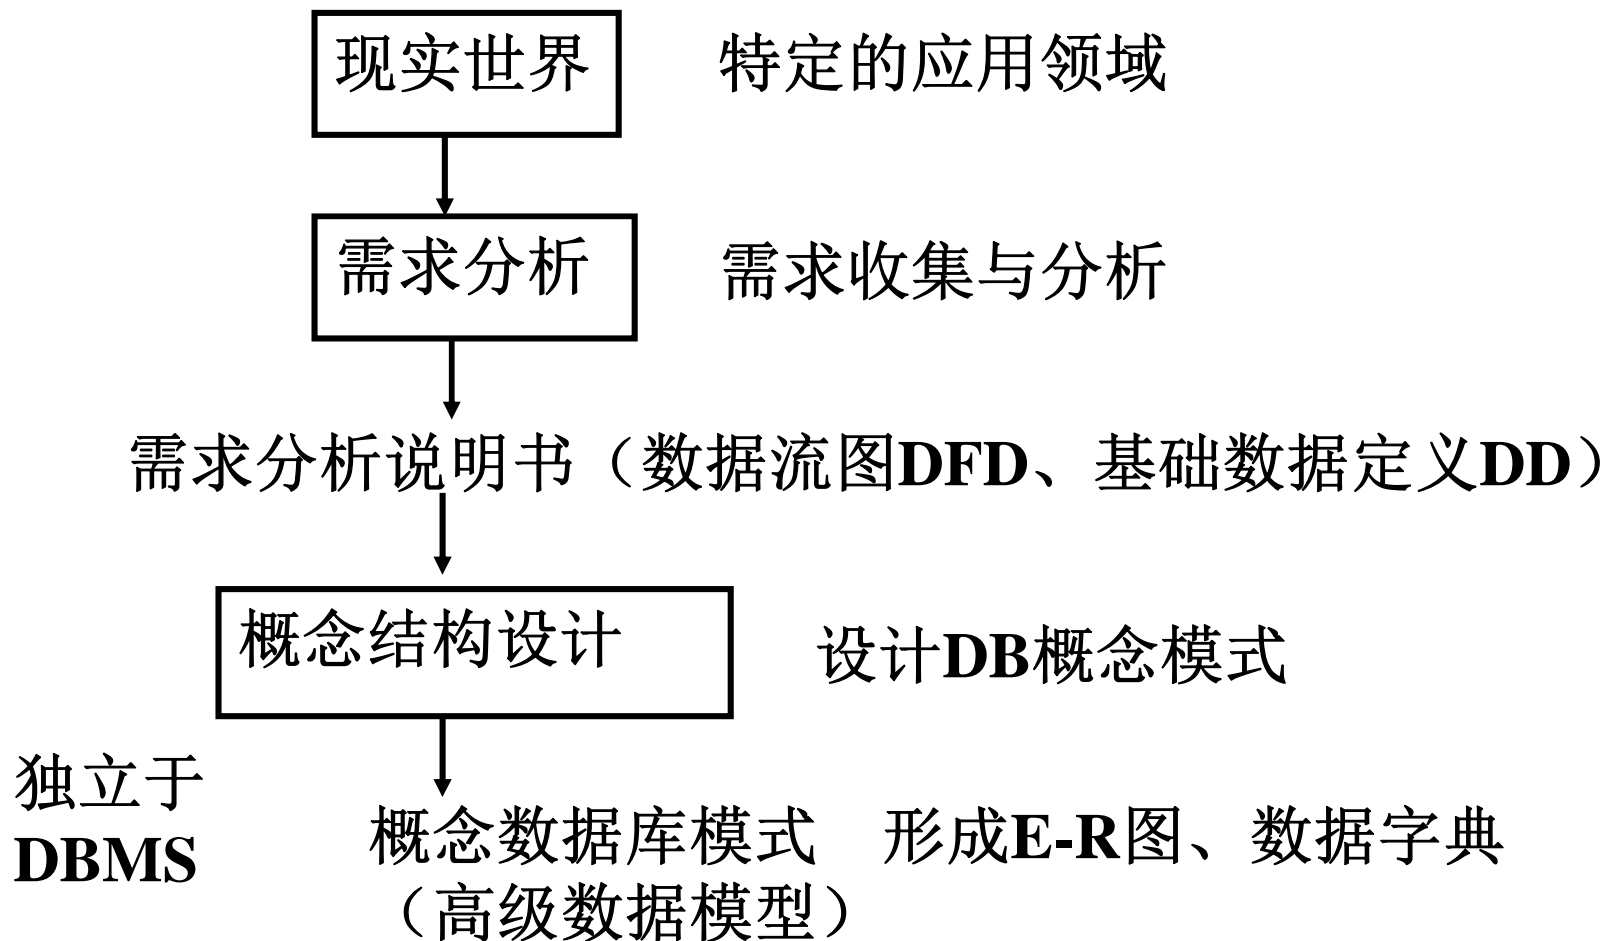 现实世界 特定的应用领域
需求分析 需求收集与分析
需求分析说明书（数据流图DFD、基础数据定义DD）
概念结构设计 设计DB概念模式
独立于
DBMS
概念数据库模式 形成E-R图、数据字典
（高级数据模型）